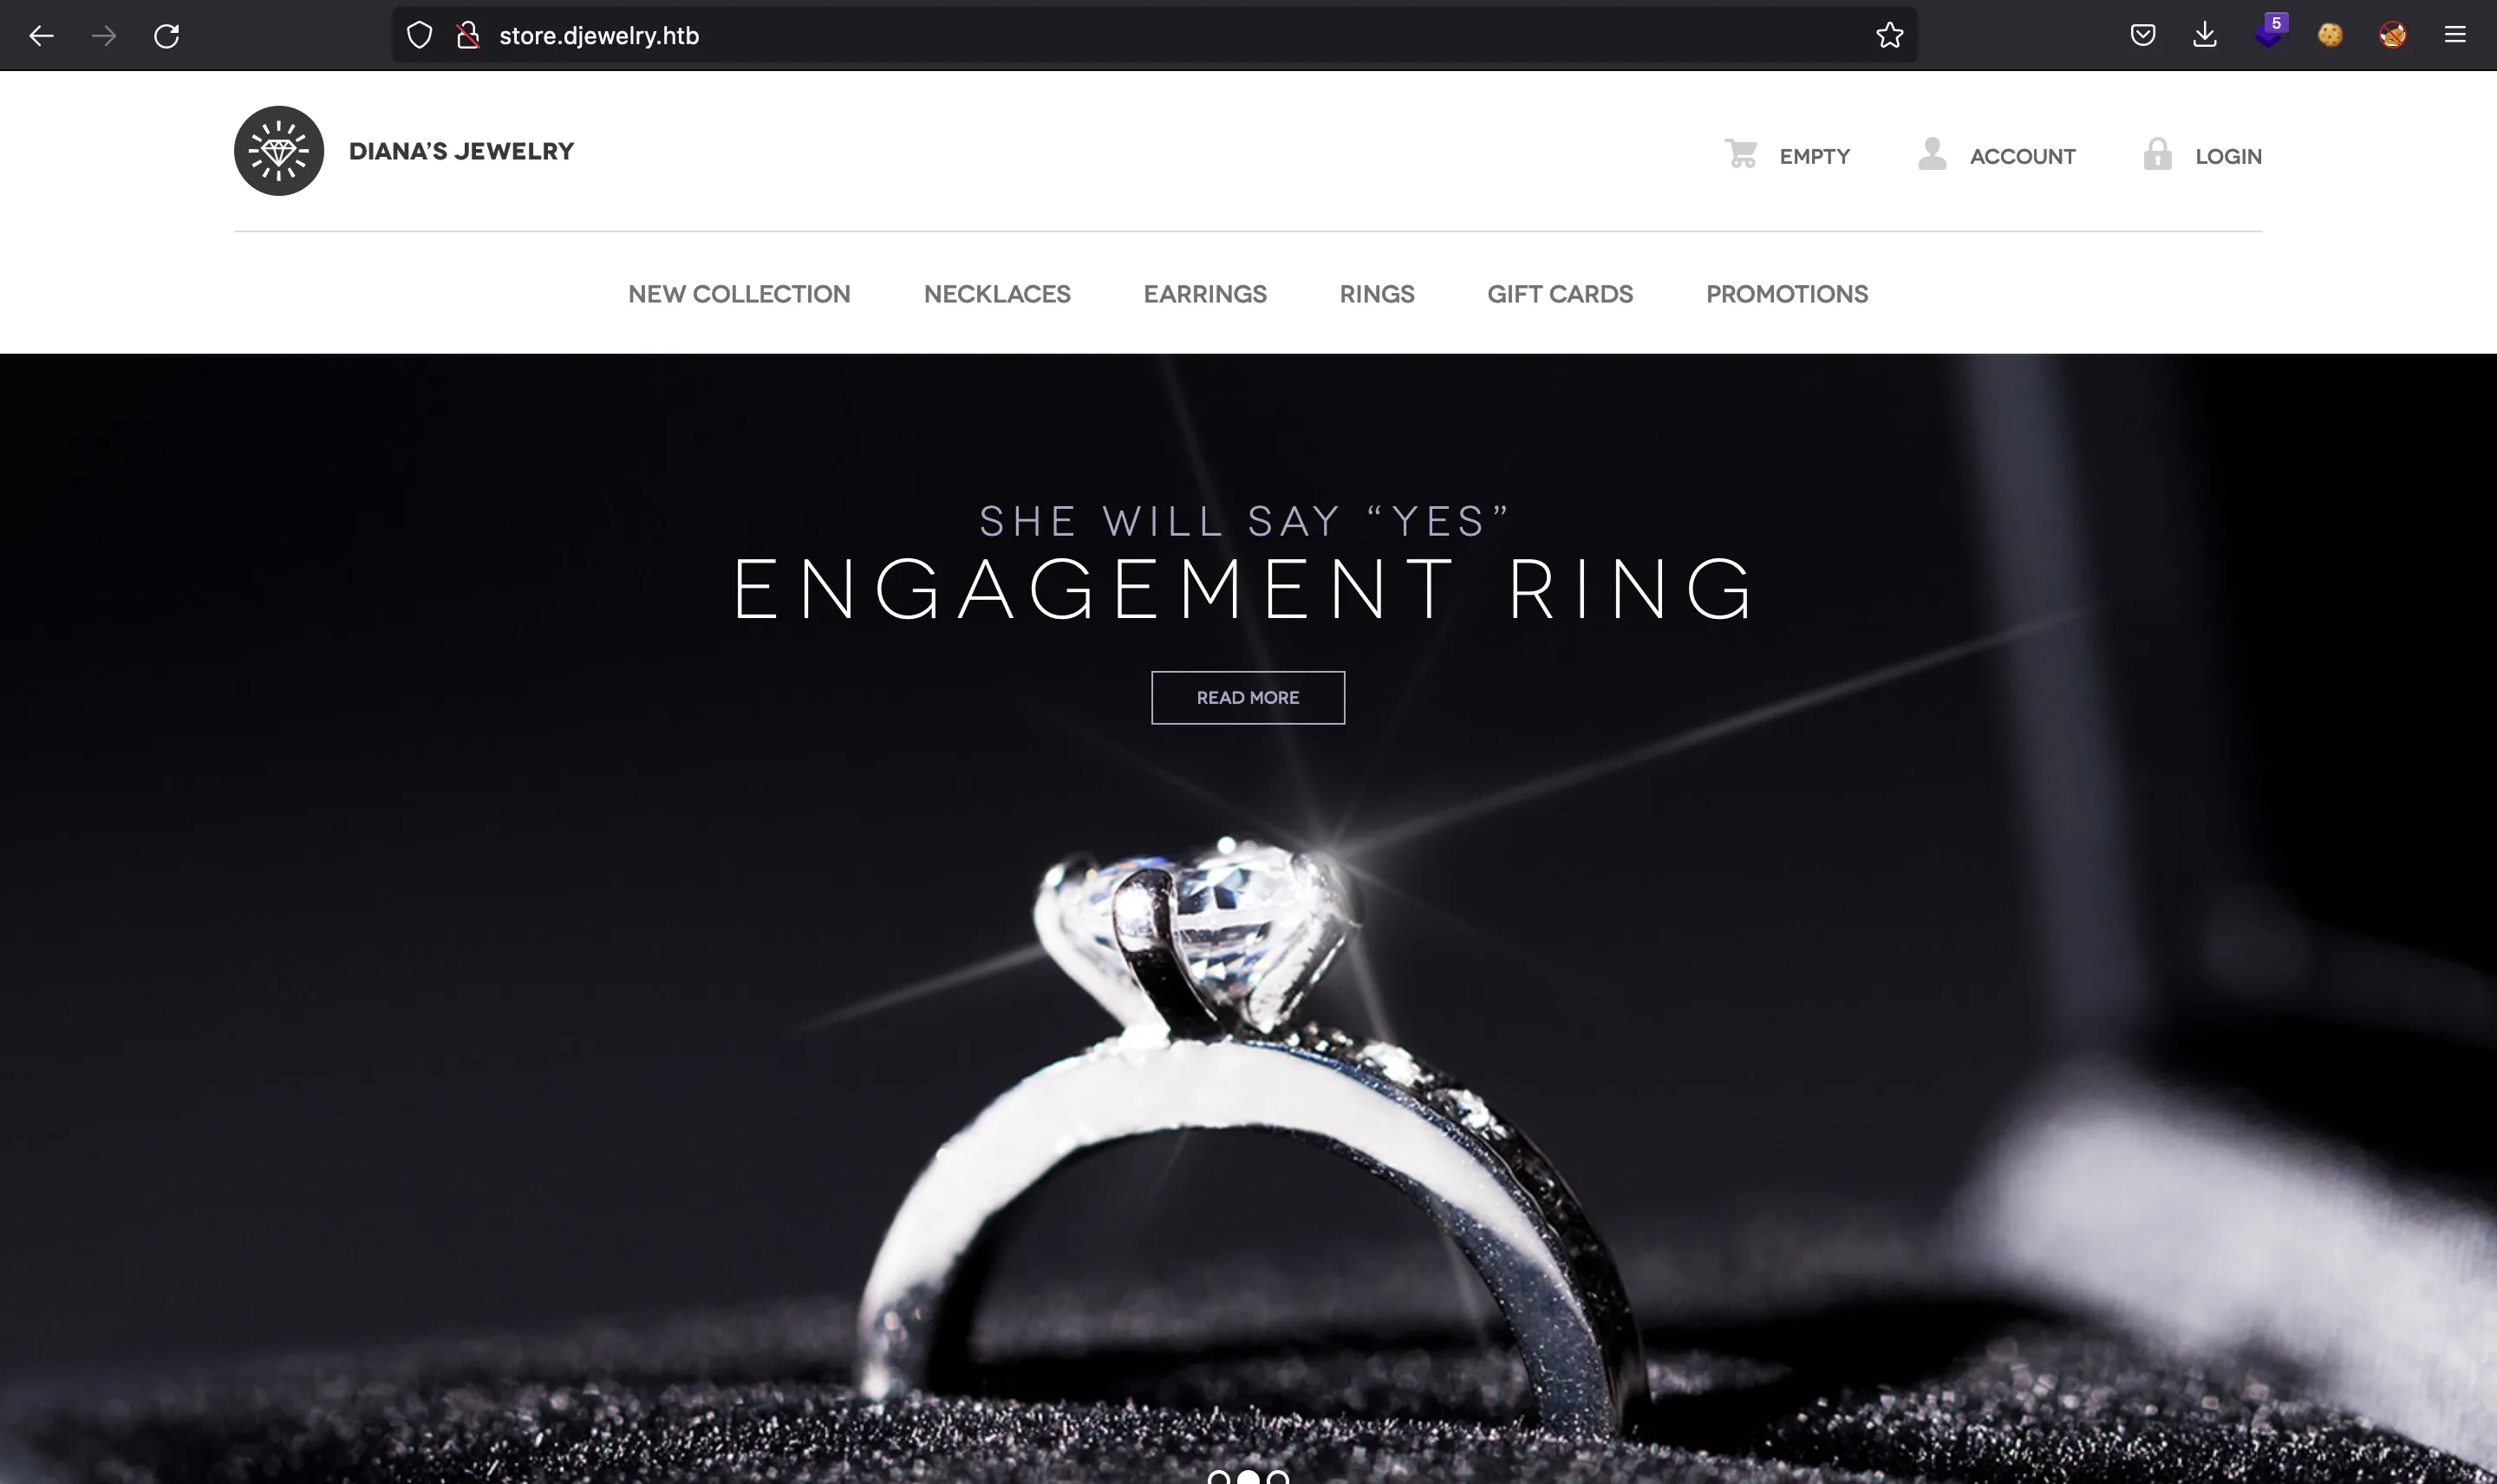 store.djewelry.htb
5
DIANA’S JEWELRY
EMPTY ACCOUNT LOGIN
NEW COLLECTION NECKLACES EARRINGS RINGS GIFT CARDS PROMOTIONS
SHE WILL SAY “YES”
ENGAGEMENT RING
READ MORE